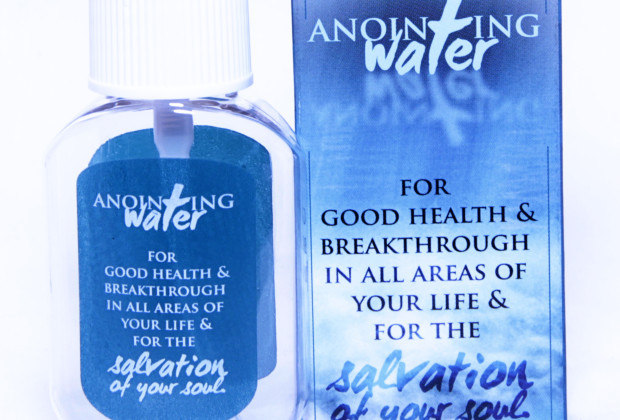 ANOINTING
water
FOR
GOOD HEALTH &
BREAKTHROUGH
IN ALL AREAS OF
YOUR LIFE &
FOR THE
salvation
of your soul
ANOINTING
water
FOR
GOOD HEALTH &
BREAKTHROUGH
IN ALL AREAS OF
YOUR LIFE &
FOR THE
salvation
of your soul